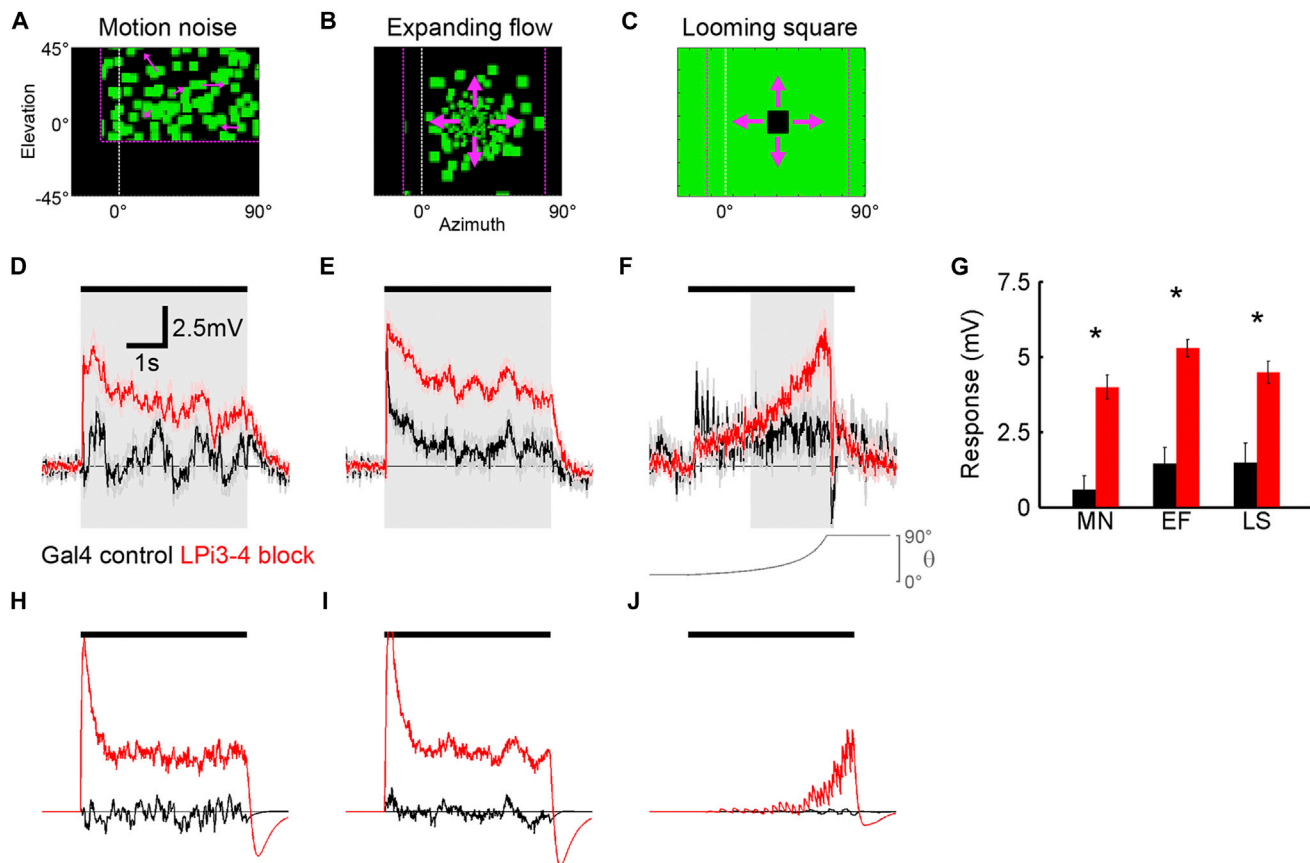 A Motion noise
B Expanding flow
C Looming square
45°
0°
-45°
Elevation
0° 90°
0° 90°
Azimuth
0° 90°
D
E
F
G
2.5mV
1s
7.5
5
2.5
0
Response (mV)
* * *
MN EF LS
Gal4 control LPi3-4 block
90°
0°
θ
H
I
J